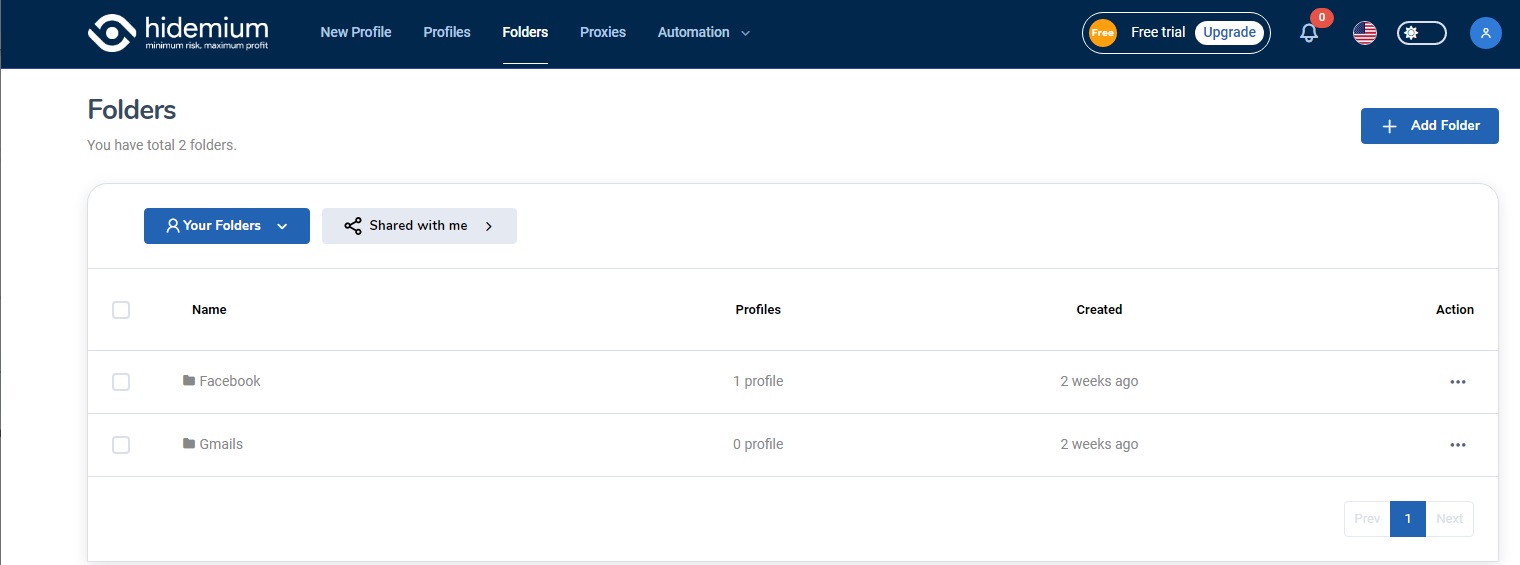 hidemium
minimum risk, maximum profit
New Profile Profiles Folders Proxies Automation
Free Free trial Upgrade 0
Folders
You have total 2 folders.
Add Folder
Your Folders Shared with me
Name Profiles Created Action
Facebook 1 profile 2 weeks ago
Gmails 0 profile 2 weeks ago
Prev 1 Next